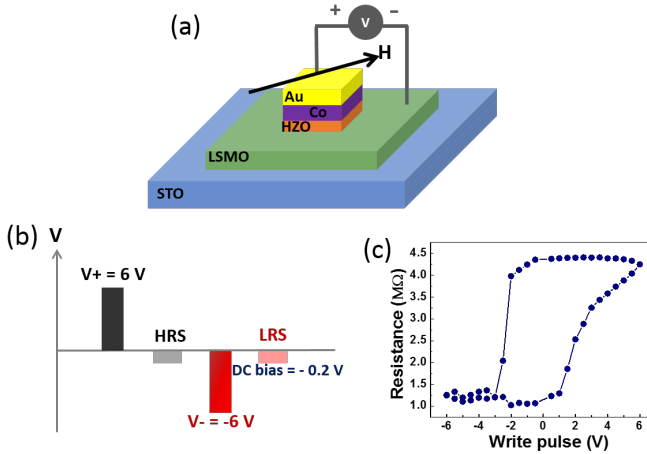 (a)
+ V −
H
Au
Co
HZO
LSMO
STO
(b)
V
V+ = 6 V
HRS
LRS
DC bias = - 0.2 V
V- = -6 V
(c)
Resistance (MΩ)
4.5
4.0
3.5
3.0
2.5
2.0
1.5
1.0
-6 -4 -2 0 2 4 6
Write pulse (V)